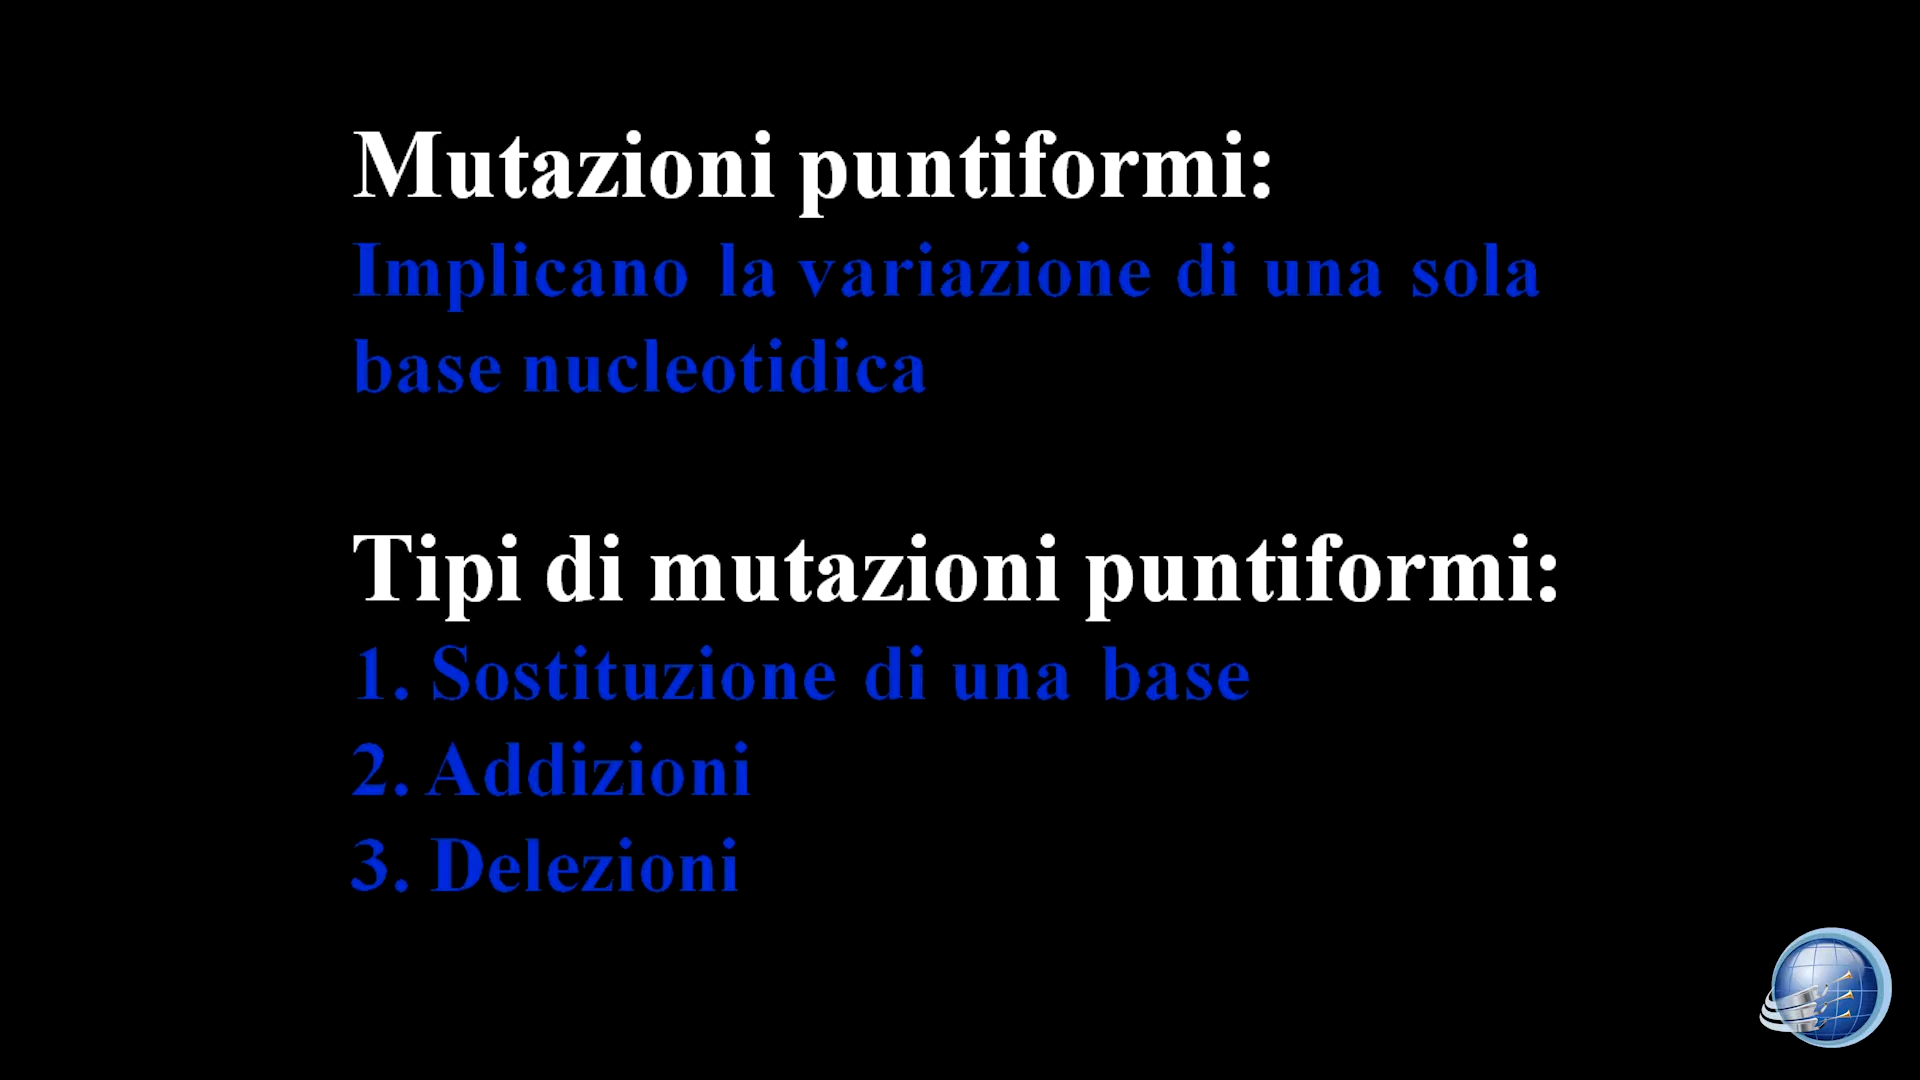 Mutazioni puntiformi:
Implicano la variazione di una sola
base nucleotidica
Tipi di mutazioni puntiformi:
1. Sostituzione di una base
2. Addizioni
3. Delezioni